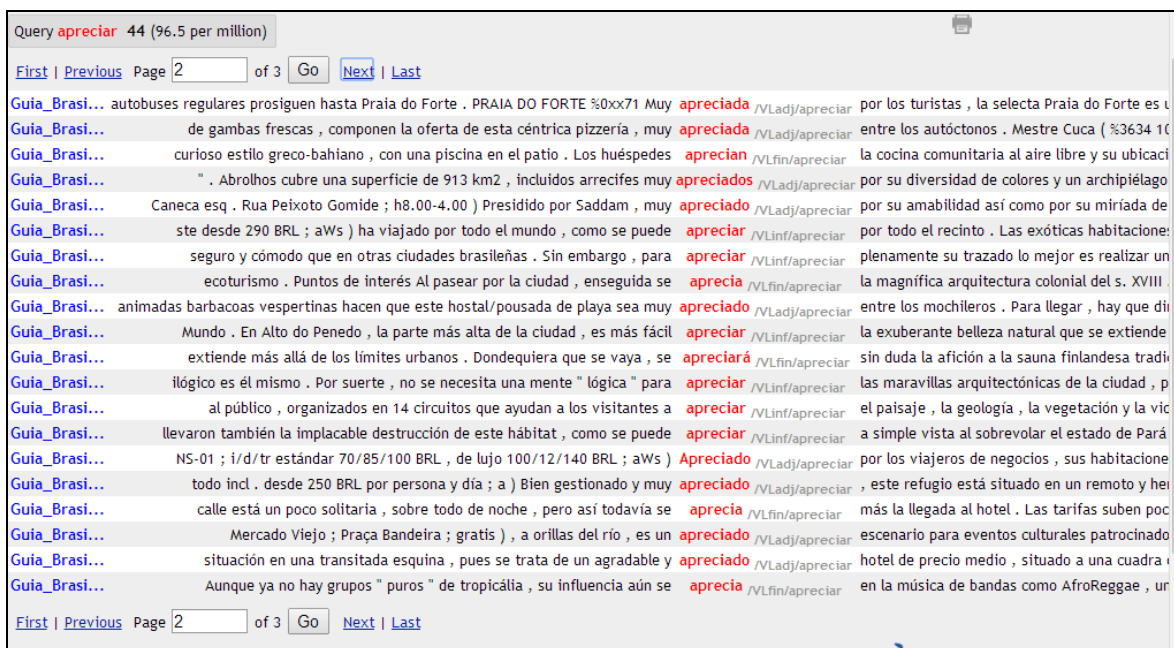 Query apreciar 44 (96.5 per million)
First | Previous Page 2 of 3 Go Next | Last
Guia_Brasi... autobuses regulares prosiguen hasta Praia do Forte . PRAIA DO FORTE %0xx71 Muy apreciada /VLadj/apreciar por los turistas , la selecta Praia do Forte es
Guia_Brasi... de gambas frescas , componen la oferta de esta céntrica pizzería , muy apreciada /VLadj/apreciar entre los autóctonos . Mestre Cuca ( %3634 10
Guia_Brasi... curioso estilo greco-bahiano , con una piscina en el patio . Los huéspedes aprecian /VLfin/apreciar la cocina comunitaria al aire libre y su ubicaci
Guia_Brasi... " . Abrolhos cubre una superficie de 913 km2 , incluidos arrecifes muy apreciados /VLadj/apreciar por su diversidad de colores y un archipiélago
Guia_Brasi... Caneca esq . Rua Peixoto Gomide ; h8.00-4.00 ) Presidido por Saddam , muy apreciado /VLadj/apreciar por su amabilidad así como por su miríada de
Guia_Brasi... ste desde 290 BRL ; aWs ) ha viajado por todo el mundo , como se puede apreciar /VLinf/apreciar por todo el recinto . Las exóticas habitaciones
Guia_Brasi... seguro y cómodo que en otras ciudades brasileñas . Sin embargo , para apreciar /VLinf/apreciar plenamente su trazado lo mejor es realizar un
Guia_Brasi... ecoturismo . Puntos de interés Al pasear por la ciudad , enseguida se aprecia /VLfin/apreciar la magnífica arquitectura colonial del s. XVIII .
Guia_Brasi... animadas barbacoas vespertinas hacen que este hostal/pousada de playa sea muy apreciado /VLadj/apreciar entre los mochileros . Para llegar , hay que di
Guia_Brasi... Mundo . En Alto do Penedo , la parte más alta de la ciudad , es más fácil apreciar /VLinf/apreciar la exuberante belleza natural que se extiende
Guia_Brasi... extiende más allá de los límites urbanos . Dondequiera que se vaya , se apreciará /VLfin/apreciar sin duda la afición a la sauna finlandesa tradi
Guia_Brasi... ilógico es él mismo . Por suerte , no se necesita una mente " lógica " para apreciar /VLinf/apreciar las maravillas arquitectónicas de la ciudad , p
Guia_Brasi... al público , organizados en 14 circuitos que ayudan a los visitantes a apreciar /VLinf/apreciar el paisaje , la geología , la vegetación y la vic
Guia_Brasi... llevaron también la implacable destrucción de este hábitat , como se puede apreciar /VLinf/apreciar a simple vista al sobrevolar el estado de Pará
Guia_Brasi... NS-01 ; i/d/tr estándar 70/85/100 BRL , de lujo 100/12/140 BRL ; aWs ) Apreciado /VLadj/apreciar por los viajeros de negocios , sus habitacione
Guia_Brasi... todo incl . desde 250 BRL por persona y día ; a ) Bien gestionado y muy apreciado /VLadj/apreciar , este refugio está situado en un remoto y her
Guia_Brasi... calle está un poco solitaria , sobre todo de noche , pero así todavía se aprecia /VLfin/apreciar más la llegada al hotel . Las tarifas suben poc
Guia_Brasi... Mercado Viejo ; Praça Bandeira ; gratis ) , a orillas del río , es un apreciado /VLadj/apreciar escenario para eventos culturales patrocinado
Guia_Brasi... situación en una transitada esquina , pues se trata de un agradable y apreciado /VLadj/apreciar hotel de precio medio , situado a una cuadra
Guia_Brasi... Aunque ya no hay grupos " puros " de tropicália , su influencia aún se aprecia /VLfin/apreciar en la música de bandas como AfroReggae , un
First | Previous Page 2 of 3 Go Next | Last